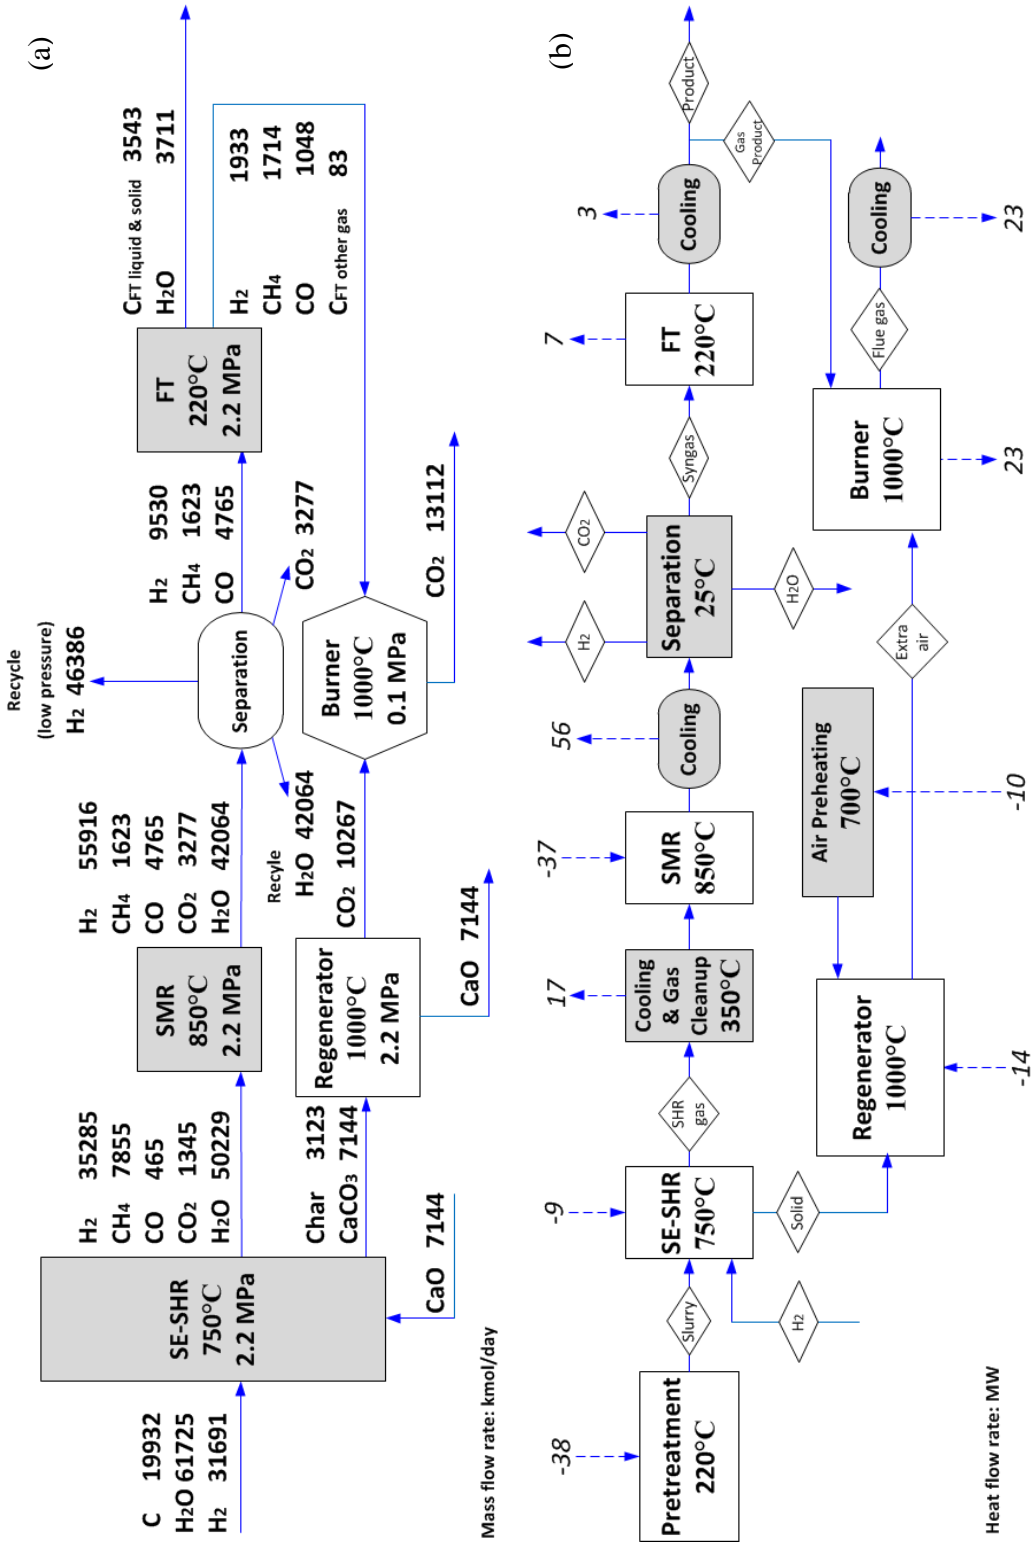 (a)
C 19932
H2O 61725
H2 31691
SE-SHR
750°C
2.2 MPa
CaO 7144
H2 35285
CH4 7855
CO 465
CO2 1345
H2O 50229
Char 3123
CaCO3 7144
SMR
850°C
2.2 MPa
Regenerator
1000°C
2.2 MPa
CaO 7144
H2 55916
CH4 1623
CO 4765
CO2 3277
H2O 42064
CO2 10267
Recyle
H2O 42064
Separation
Recycle
(low pressure)
H2 46386
CO2 3277
Burner
1000°C
0.1 MPa
CO2 13112
H2 9530
CH4 1623
CO 4765
FT
220°C
2.2 MPa
CFT liquid & solid 3543
H2O 3711
H2 1933
CH4 1714
CO 1048
CFT other gas 83
Mass flow rate: kmol/day
(b)
-38
Pretreatment
220°C
Slurry
H2
-9
SE-SHR
750°C
Solid
SHR
gas
17
Cooling
& Gas
Cleanup
350°C
-37
SMR
850°C
56
Cooling
Separation
25°C
H2
CO2
H2O
Syngas
7
FT
220°C
3
Cooling
Product
Gas
Product
-14
Regenerator
1000°C
-10
Air Preheating
700°C
Extra
air
Burner
1000°C
23
Flue gas
Cooling
23
Heat flow rate: MW